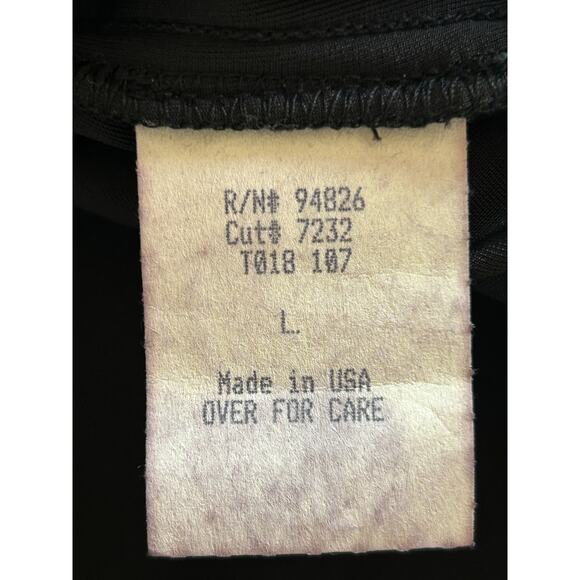 R/N# 94826
Cut# 7232
T018 107
L
Made in USA
OVER FOR CARE